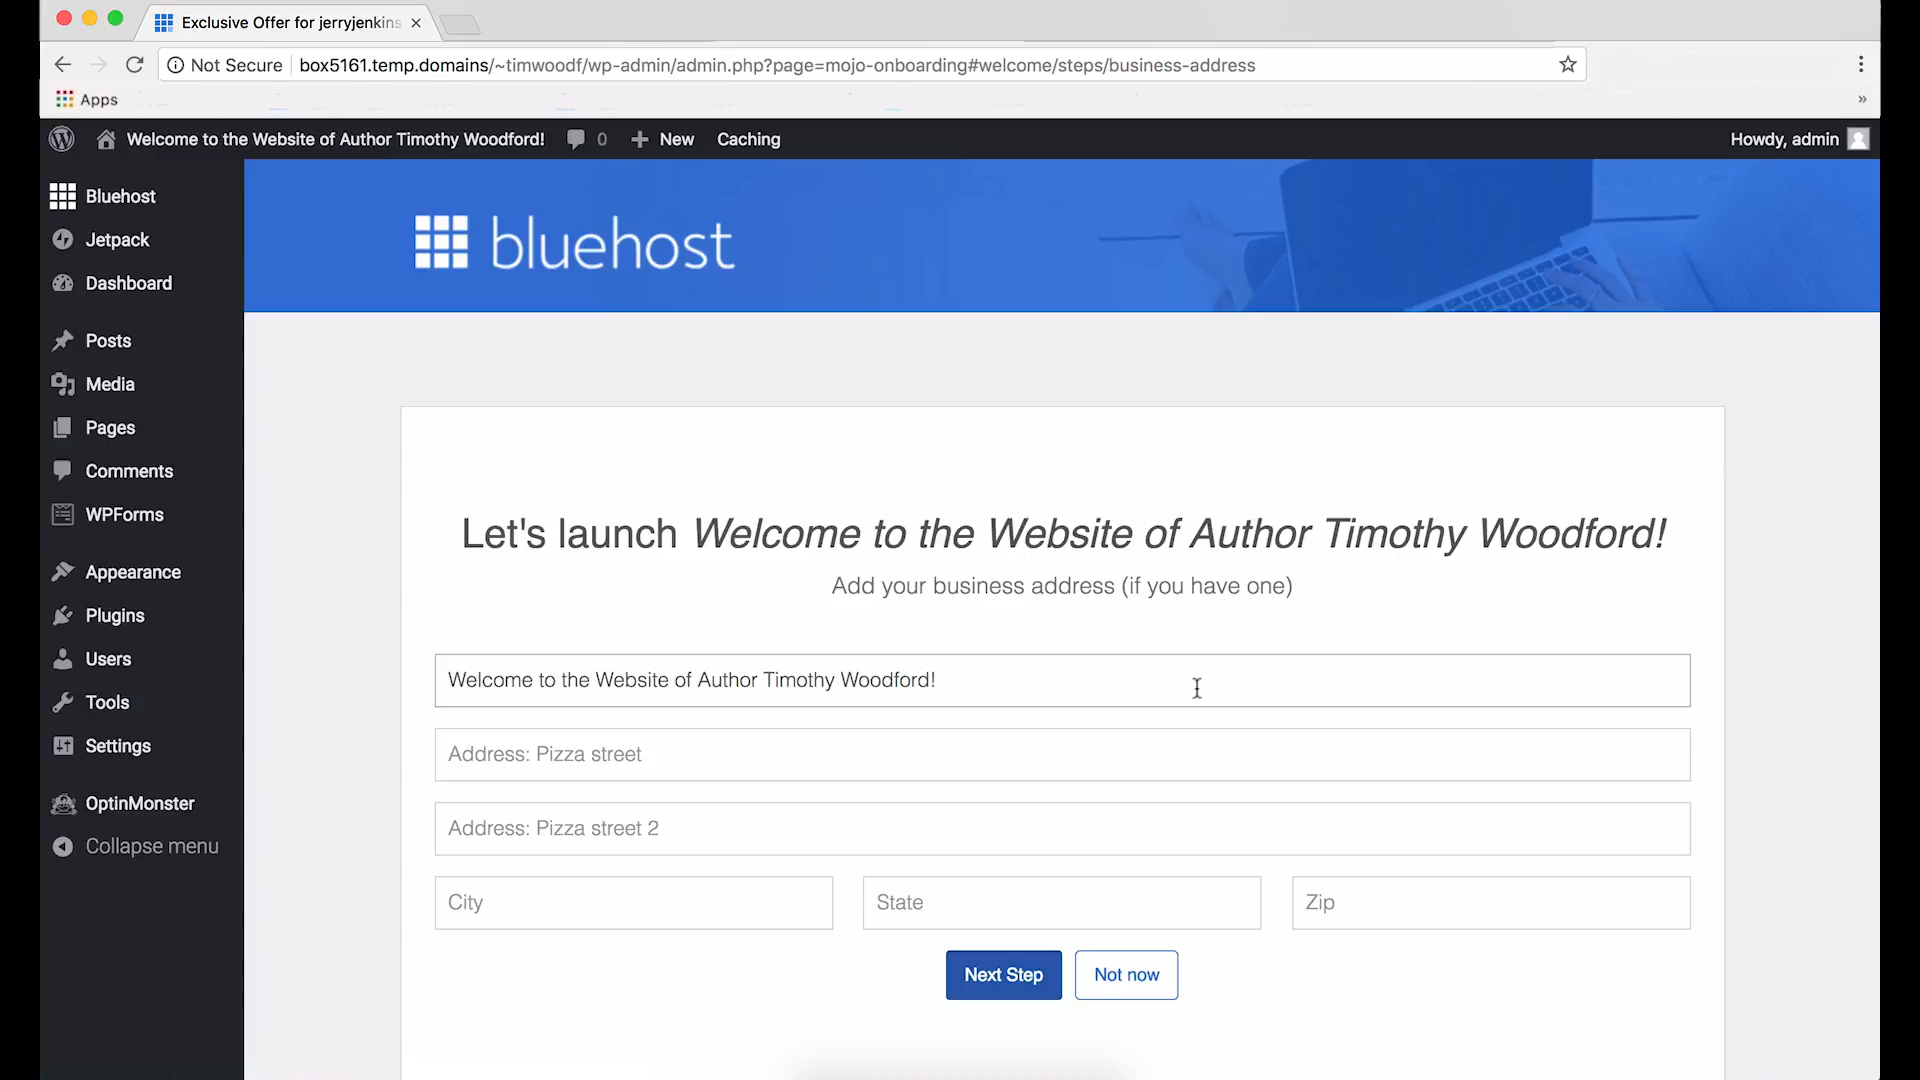 Exclusive Offer for jerryjenkins
Not Secure box5161.temp.domains/~timwoodf/wp-admin/admin.php?page=mojo-onboarding#welcome/steps/business-address
Apps
Welcome to the Website of Author Timothy Woodford! 0 New Caching Howdy, admin
Bluehost
Jetpack
Dashboard
Posts
Media
Pages
Comments
WPForms
Appearance
Plugins
Users
Tools
Settings
OptinMonster
Collapse menu
bluehost
Let's launch Welcome to the Website of Author Timothy Woodford!
Add your business address (if you have one)
Welcome to the Website of Author Timothy Woodford!
Address: Pizza street
Address: Pizza street 2
City State Zip
Next Step Not now